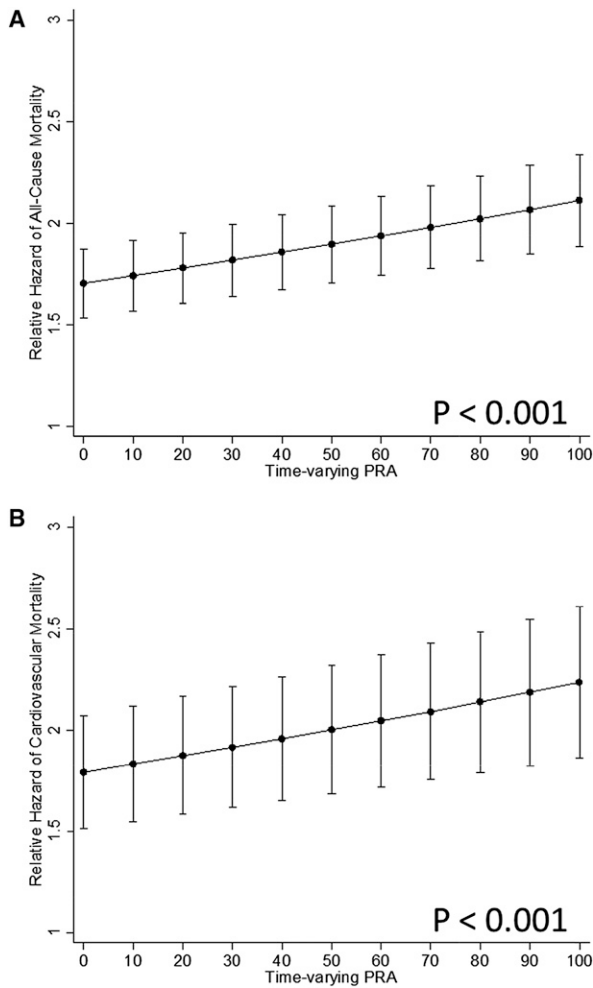 A
Relative Hazard of All-Cause Mortality
3
2.5
2
1.5
1
P < 0.001
0 10 20 30 40 50 60 70 80 90 100
Time-varying PRA
B
Relative Hazard of Cardiovascular Mortality
3
2.5
2
1.5
1
P < 0.001
0 10 20 30 40 50 60 70 80 90 100
Time-varying PRA